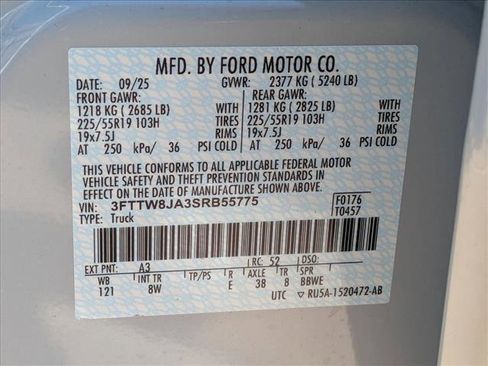 MFD. BY FORD MOTOR CO.
DATE: 09/25 GVWR: 2377 KG ( 5240 LB)
FRONT GAWR: REAR GAWR:
1218 KG ( 2685 LB) WITH 1281 KG ( 2825 LB) WITH
225/55R19 103H TIRES 225/55R19 103H TIRES
19x7.5J RIMS 19x7.5J RIMS
AT 250 kPa/ 36 PSI COLD AT 250 kPa/ 36 PSI COLD
THIS VEHICLE CONFORMS TO ALL APPLICABLE FEDERAL MOTOR
VEHICLE SAFETY AND THEFT PREVENTION STANDARDS IN
EFFECT ON THE DATE OF MANUFACTURE SHOWN ABOVE.
VIN: 3FTTW8JA3SRB55775 F0176
TYPE: Truck T0457
EXT PNT: A3 RC: 52 DSO:
WB INT TR TP/PS R AXLE TR SPR
121 8W E 38 8 BBWE
UTC RU5A-1520472-AB